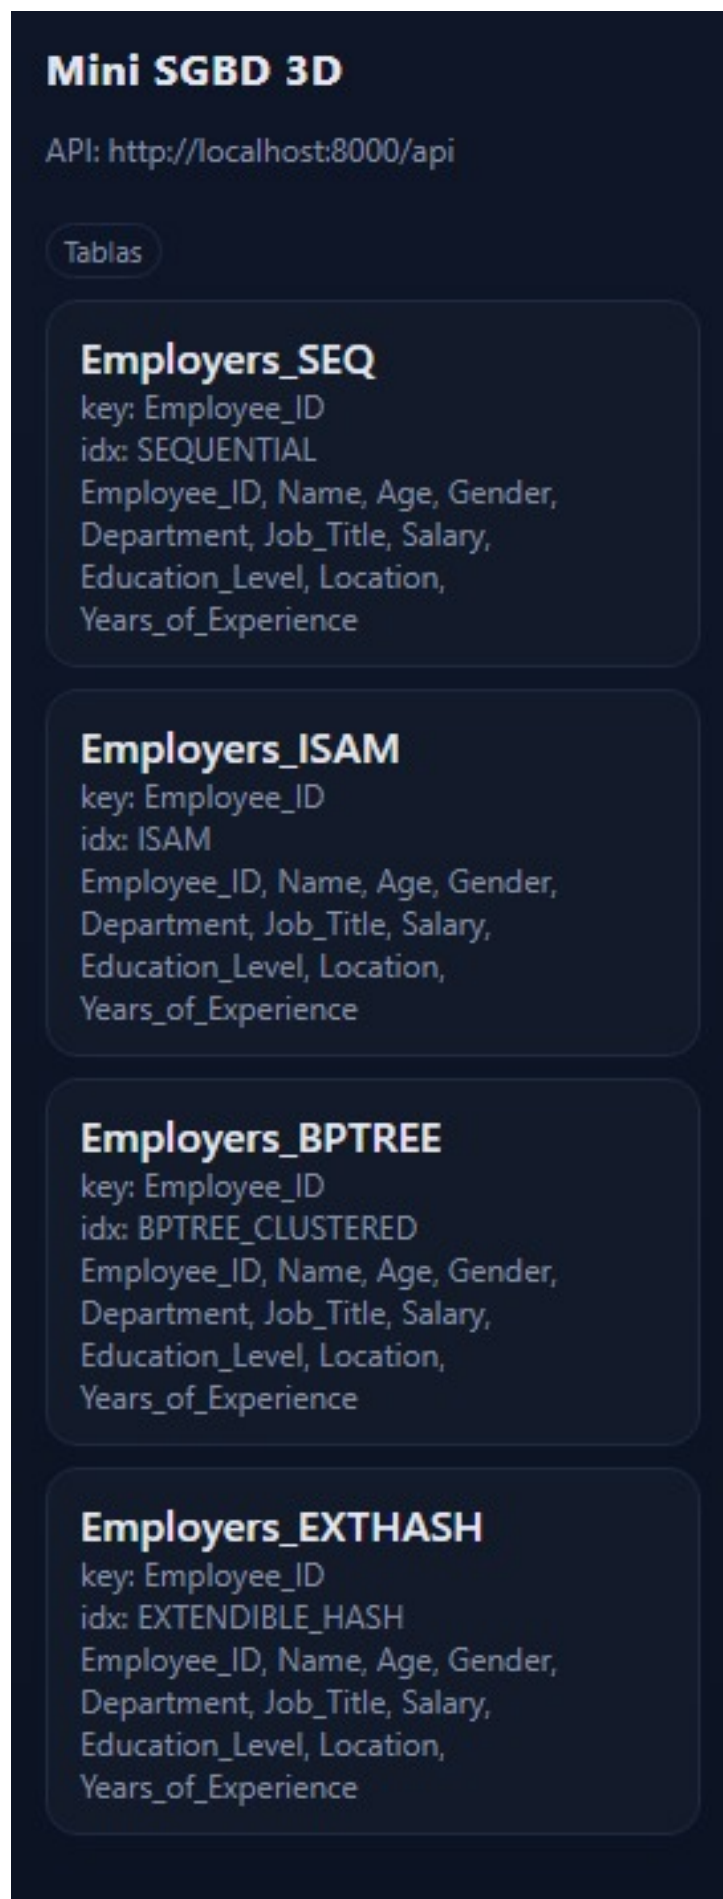 Mini SGBD 3D
API: http://localhost:8000/api
Tablas
Employers_SEQ
key: Employee_ID
idx: SEQUENTIAL
Employee_ID, Name, Age, Gender,
Department, Job_Title, Salary,
Education_Level, Location,
Years_of_Experience
Employers_ISAM
key: Employee_ID
idx: ISAM
Employee_ID, Name, Age, Gender,
Department, Job_Title, Salary,
Education_Level, Location,
Years_of_Experience
Employers_BPTREE
key: Employee_ID
idx: BPTREE_CLUSTERED
Employee_ID, Name, Age, Gender,
Department, Job_Title, Salary,
Education_Level, Location,
Years_of_Experience
Employers_EXTHASH
key: Employee_ID
idx: EXTENDIBLE_HASH
Employee_ID, Name, Age, Gender,
Department, Job_Title, Salary,
Education_Level, Location,
Years_of_Experience